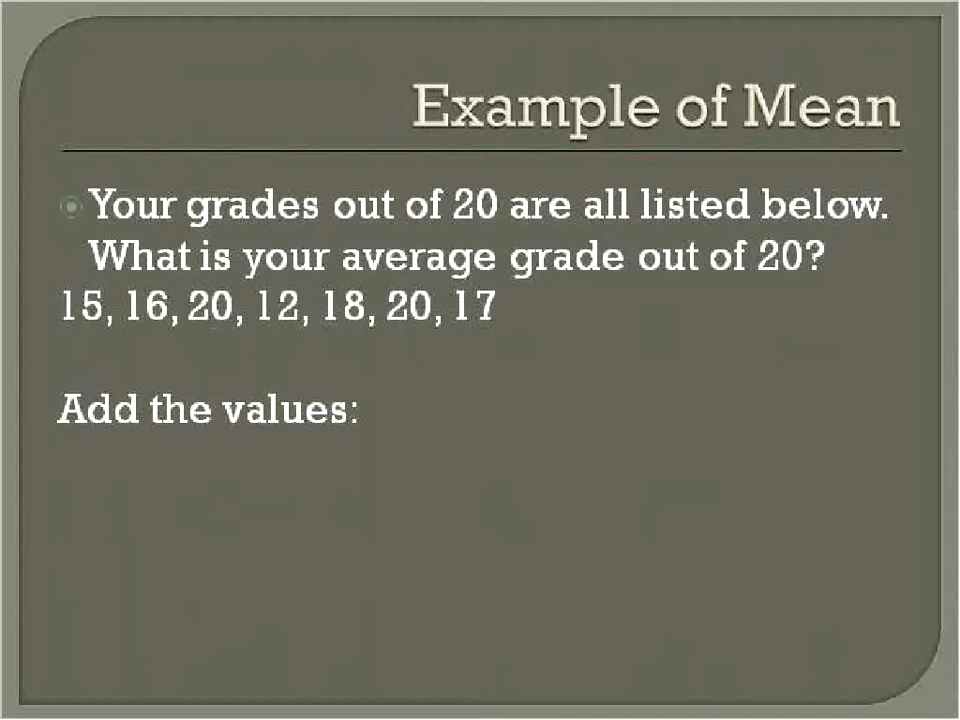 Example of Mean
Your grades out of 20 are all listed below.
What is your average grade out of 20?
15, 16, 20, 12, 18, 20, 17
Add the values: